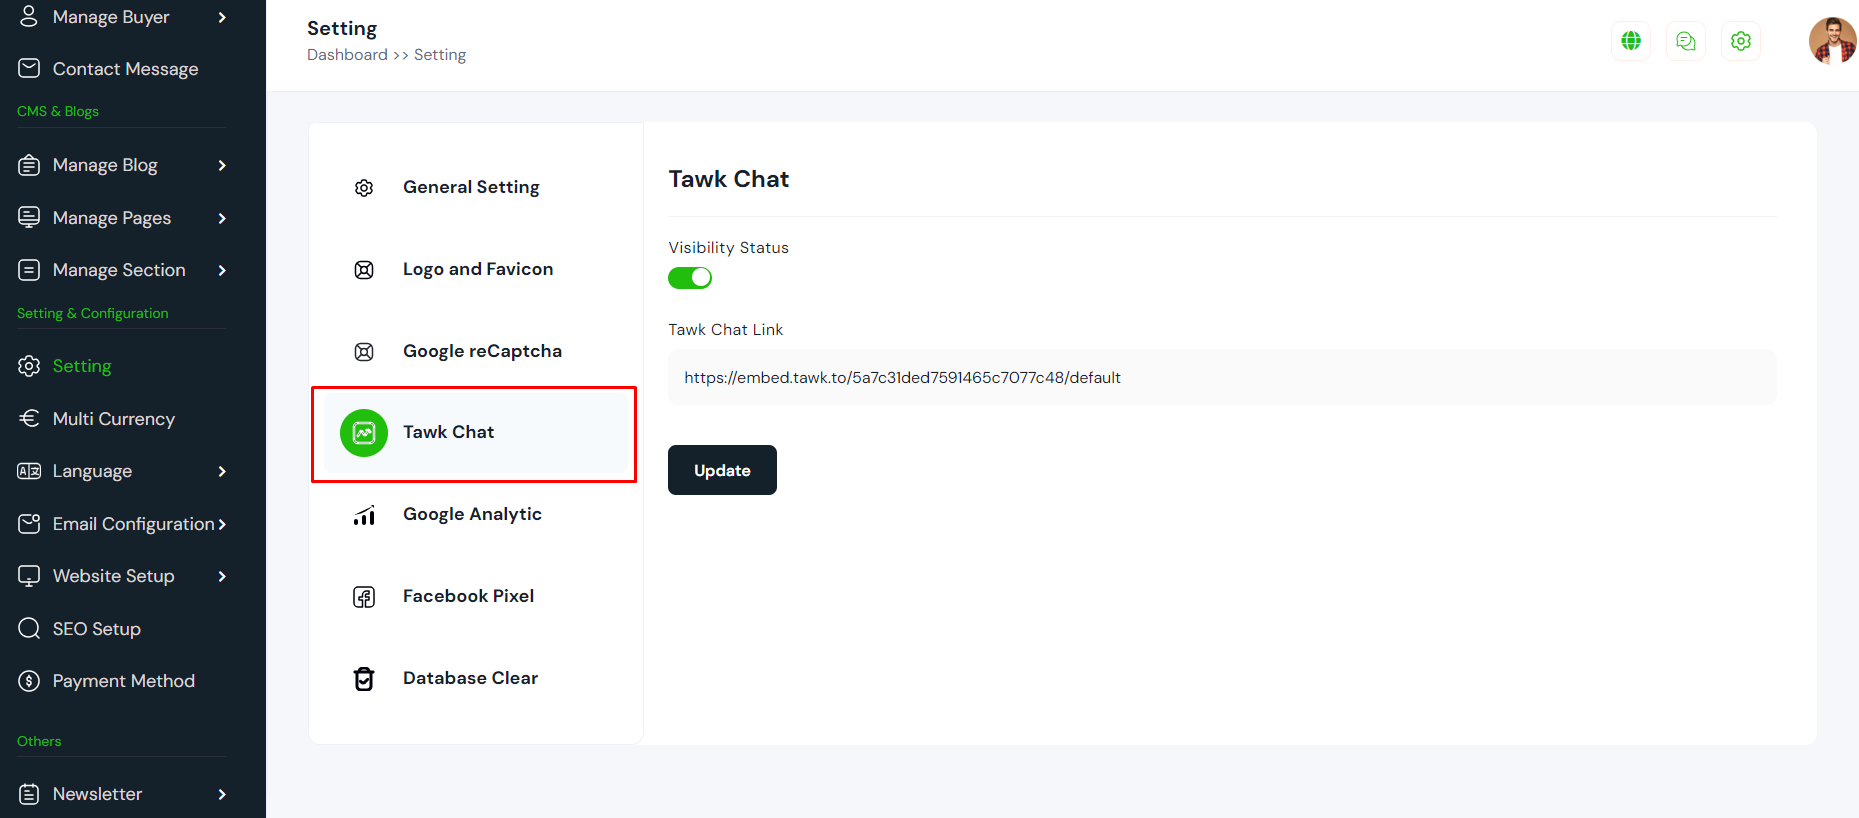 Manage Buyer
Contact Message
CMS & Blogs
Manage Blog
Manage Pages
Manage Section
Setting & Configuration
Setting
Multi Currency
Language
Email Configuration
Website Setup
SEO Setup
Payment Method
Others
Newsletter
Setting
Dashboard >> Setting
General Setting
Logo and Favicon
Google reCaptcha
Tawk Chat
Google Analytic
Facebook Pixel
Database Clear
Tawk Chat
Visibility Status
Tawk Chat Link
https://embed.tawk.to/5a7c31ded7591465c7077c48/default
Update